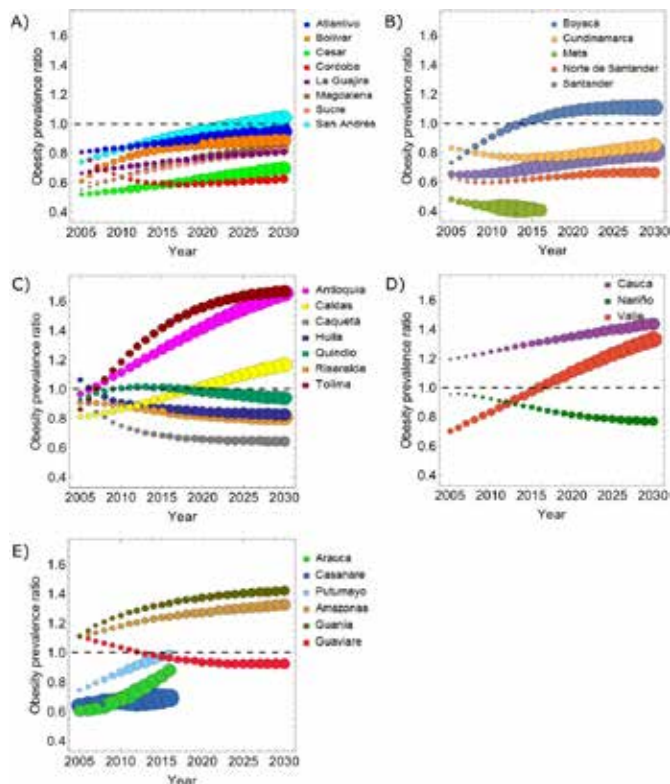 A)
Obesity prevalence ratio
1.6
1.4
1.2
1.0
0.8
0.6
0.4
2005 2010 2015 2020 2025 2030
Year
Atlantivo
Bolivar
Cesar
Cordoba
La Guajira
Magdalena
Sucre
San Andrés
B)
Obesity prevalence ratio
1.6
1.4
1.2
1.0
0.8
0.6
0.4
2005 2010 2015 2020 2025 2030
Year
Boyaca
Cundinamarca
Meta
Norte de Santander
Santander
C)
Obesity prevalence ratio
1.6
1.4
1.2
1.0
0.8
0.6
0.4
2005 2010 2015 2020 2025 2030
Year
Antioquia
Caldas
Caquetá
Huila
Quindio
Risaralda
Tolima
D)
Obesity prevalence ratio
1.6
1.4
1.2
1.0
0.8
0.6
0.4
2005 2010 2015 2020 2025 2030
Year
Cauca
Nariño
Valle
E)
Obesity prevalence ratio
1.6
1.4
1.2
1.0
0.8
0.6
0.4
2005 2010 2015 2020 2025 2030
Year
Arauca
Casanare
Putumayo
Amazonas
Guania
Guaviare